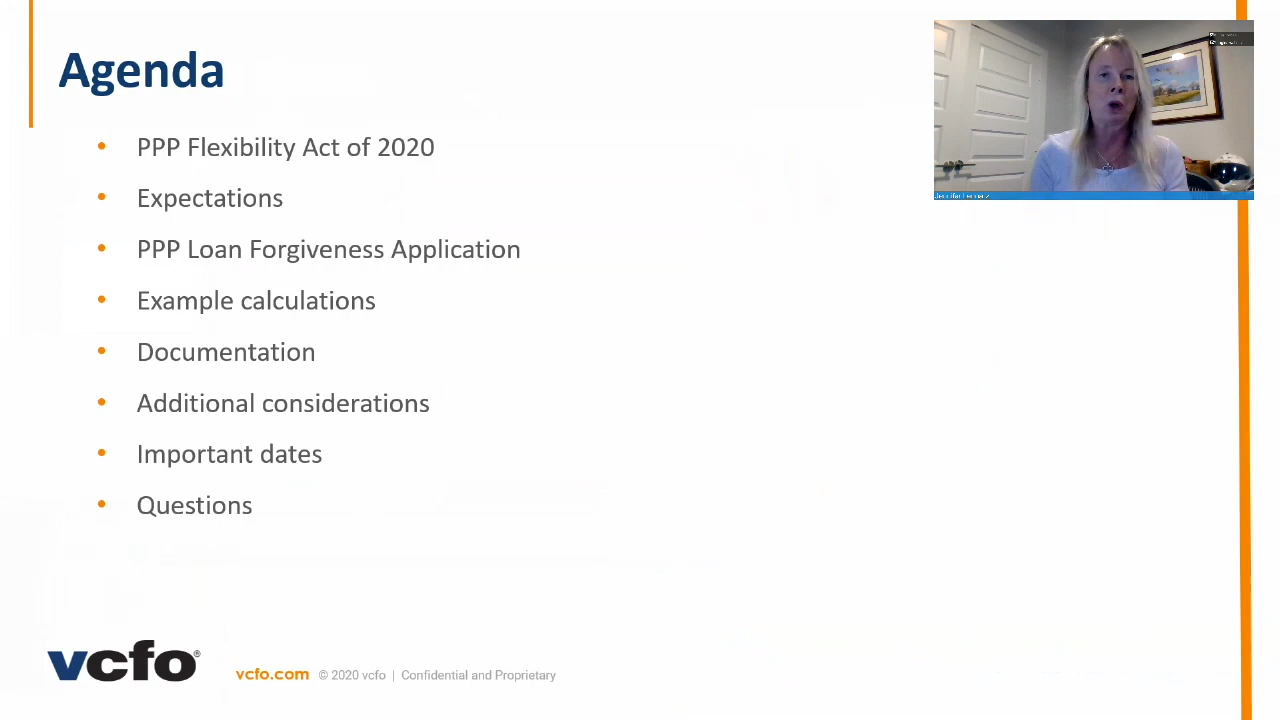 Agenda
• PPP Flexibility Act of 2020
• Expectations
• PPP Loan Forgiveness Application
• Example calculations
• Documentation
• Additional considerations
• Important dates
• Questions
vcfo®
vcfo.com © 2020 vcfo | Confidential and Proprietary